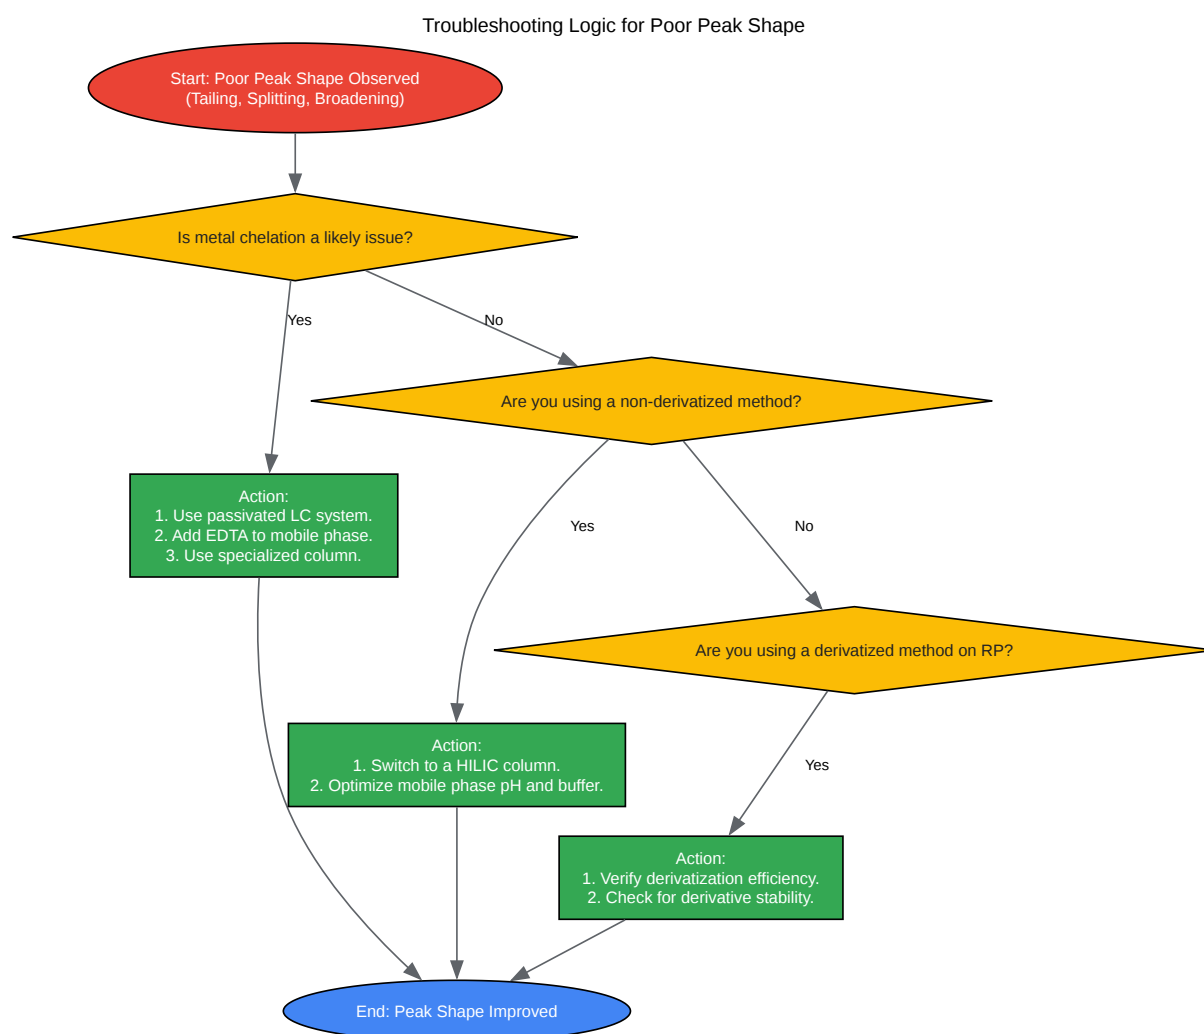 Troubleshooting Logic for Poor Peak Shape
Start: Poor Peak Shape Observed
(Tailing, Splitting, Broadening)
Is metal chelation a likely issue?
Yes
No
Are you using a non-derivatized method?
Action:
1. Use passivated LC system.
2. Add EDTA to mobile phase.
3. Use specialized column.
Yes
No
Are you using a derivatized method on RP?
Action:
1. Switch to a HILIC column.
2. Optimize mobile phase pH and buffer.
Yes
Action:
1. Verify derivatization efficiency.
2. Check for derivative stability.
End: Peak Shape Improved